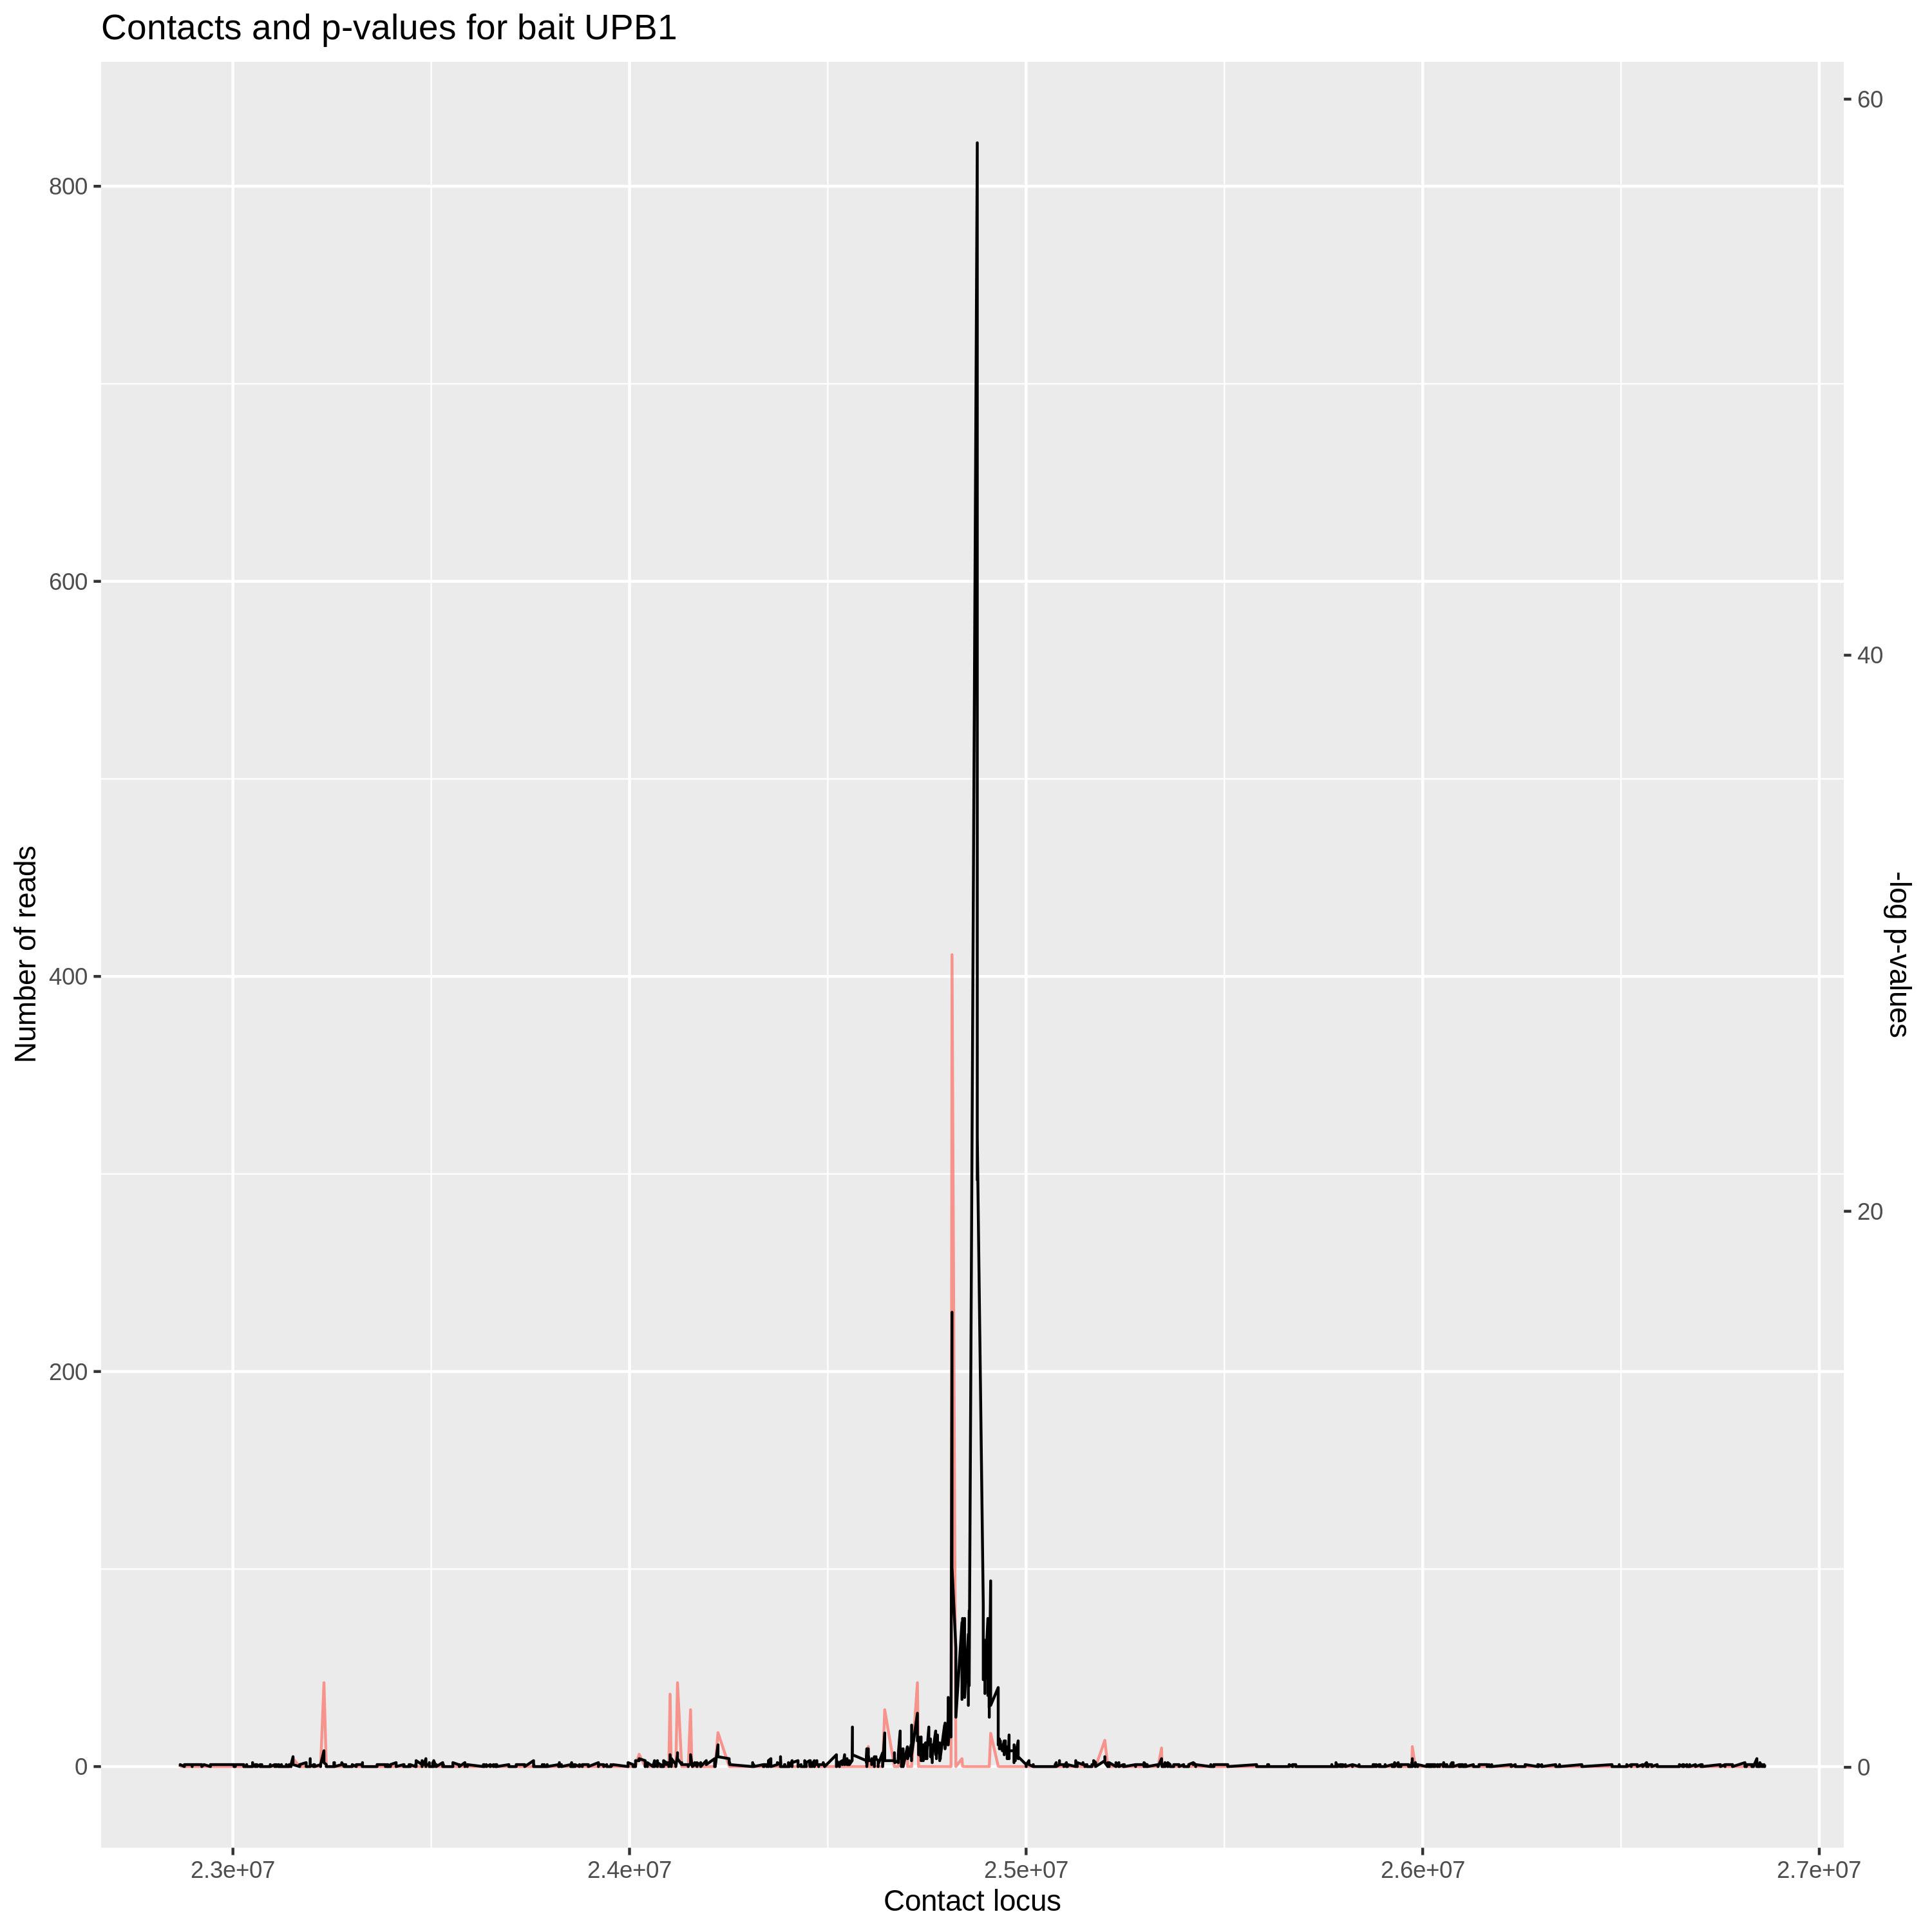 Contacts and p-values for bait UPB1
Number of reads
800
600
400
200
0
60
40
20
0
-log p-values
2.3e+07 2.4e+07 2.5e+07 2.6e+07 2.7e+07
Contact locus